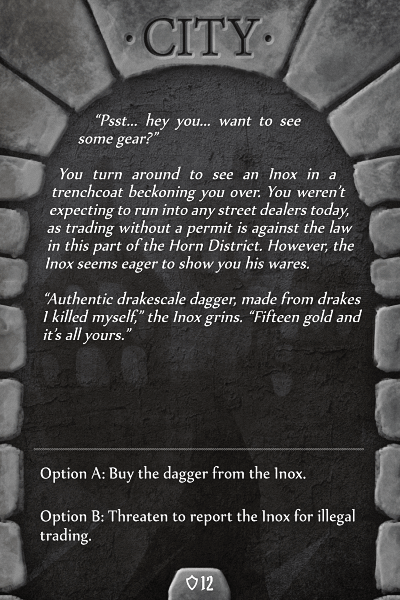 · CITY ·
“Psst... hey you... want to see
some gear?”
You turn around to see an Inox in a
trenchcoat beckoning you over. You weren’t
expecting to run into any street dealers today,
as trading without a permit is against the law
in this part of the Horn District. However, the
Inox seems eager to show you his wares.
“Authentic drakescale dagger, made from drakes
I killed myself,” the Inox grins. “Fifteen gold and
it’s all yours.”
Option A: Buy the dagger from the Inox.
Option B: Threaten to report the Inox for illegal
trading.
12